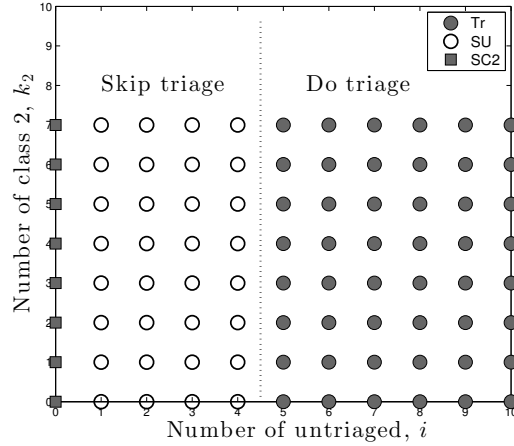 10
9
8
7
6
5
4
3
2
1
0
Number of class 2, k2
Tr
SU
SC2
Skip triage
Do triage
0 1 2 3 4 5 6 7 8 9 10
Number of untriaged, i